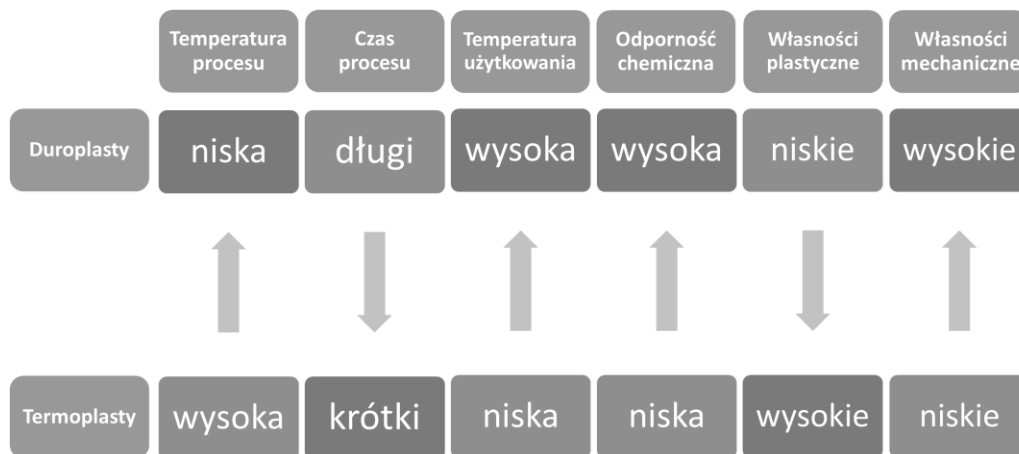 Temperatura procesu
Czas procesu
Temperatura użytkowania
Odporność chemiczna
Własności plastyczne
Własności mechaniczne
Duroplasty
niska
długi
wysoka
wysoka
niskie
wysokie
Termoplasty
wysoka
krótki
niska
niska
wysokie
niskie